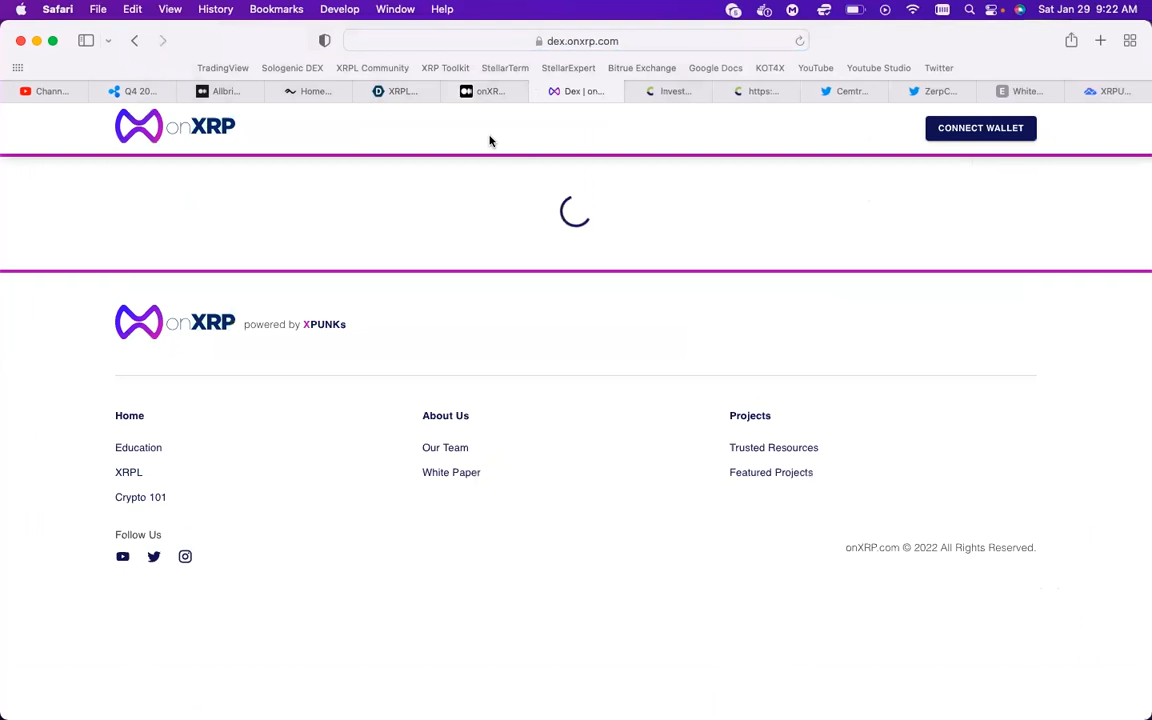 Safari File Edit View History Bookmarks Develop Window Help Sat Jan 29 9:22 AM
dex.onxrp.com
TradingView Sologenic DEX XRPL Community XRP Toolkit StellarTerm StellarExpert Bitrue Exchange Google Docs KOT4X YouTube Youtube Studio Twitter
Chann... Q4 20... Allbri... Home... XRPL... onXR... Dex | on... Invest... https:... Cemtr... ZerpC... White... XRPU...
onXRP CONNECT WALLET
onXRP powered by XPUNKs
Home About Us Projects
Education Our Team Trusted Resources
XRPL White Paper Featured Projects
Crypto 101
Follow Us
onXRP.com © 2022 All Rights Reserved.